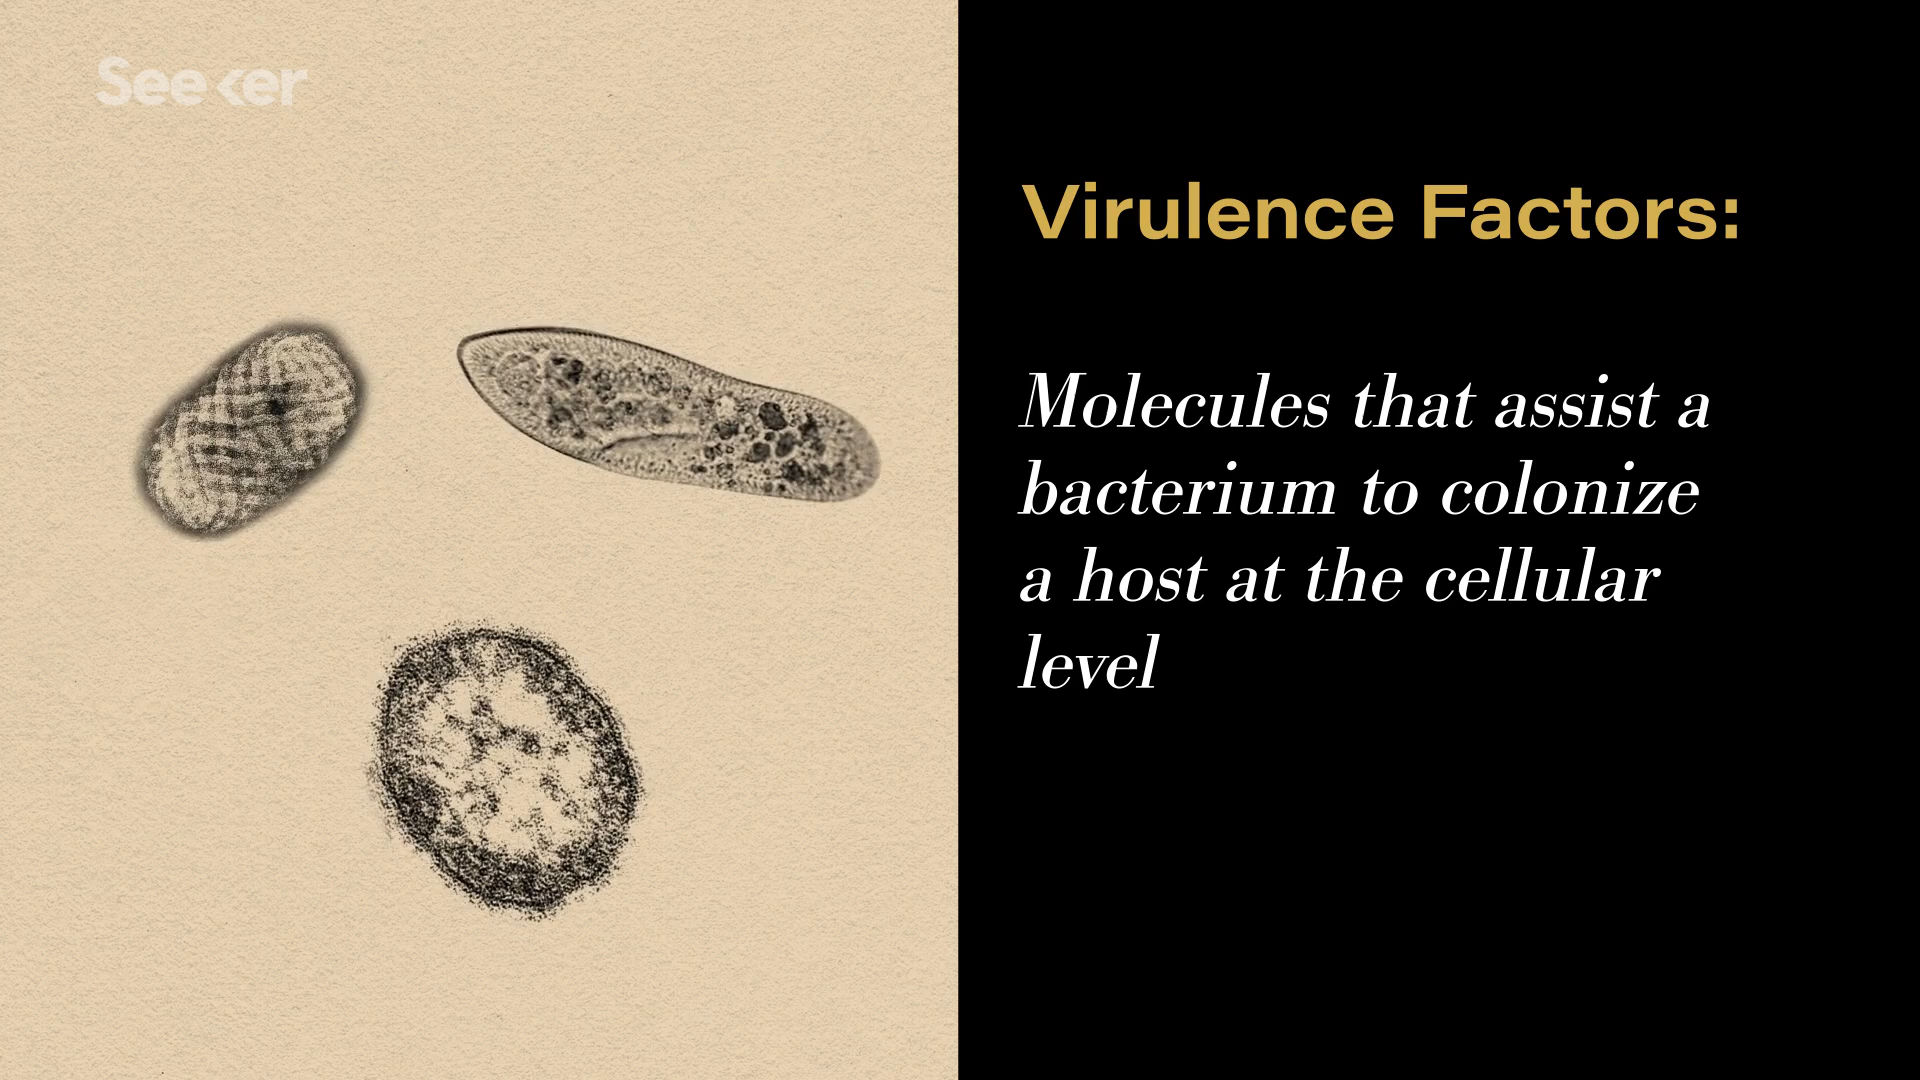 Seeker
Virulence Factors:
Molecules that assist a
bacterium to colonize
a host at the cellular
level